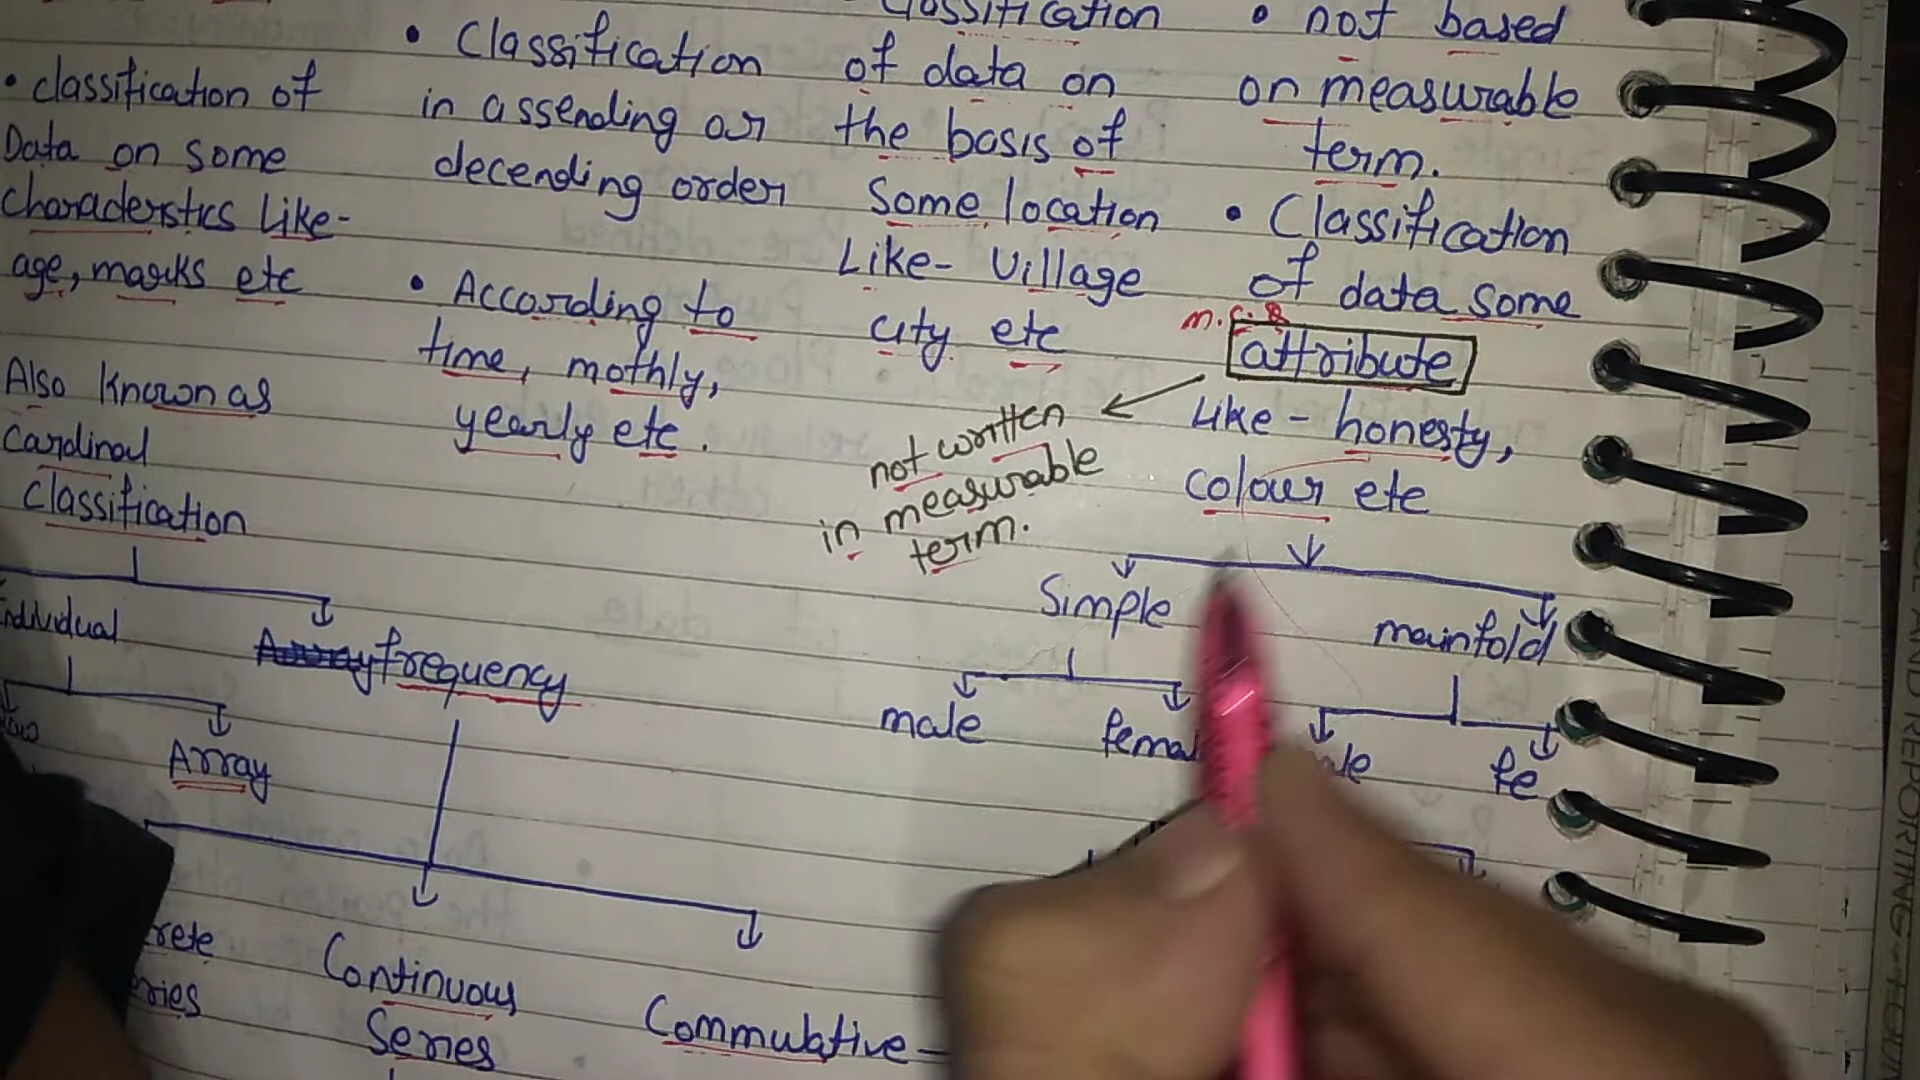 • classification of
Data on some
characterstics like-
age, marks etc
Also Known as
Cardinal
Classification
Individual
frequency
Array
Continuous
Series
Commulative
• Classification
in assending or
decending order
• According to
time, mothly,
yearly etc.
Classification
of data on
the basis of
Some location
Like- Village
city etc
• not based
on measurable
term.
• Classification
of data some
attribute
Like - honesty,
colour etc
not written
in measurable
term.
Simple
mainfold
male
fe
REPORTING